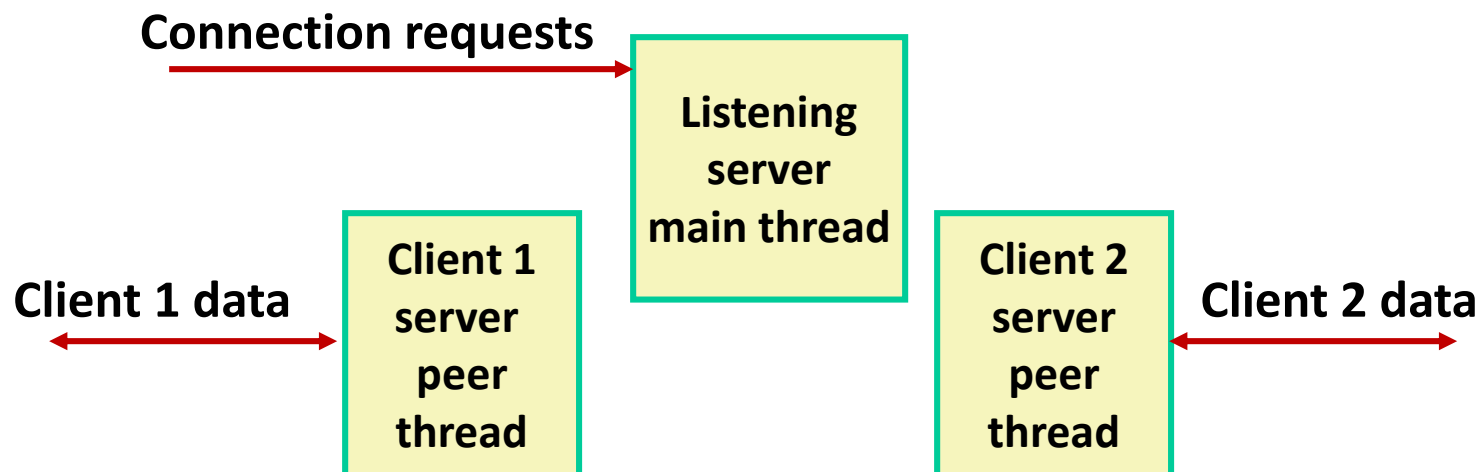 Connection requests
Listening
server
main thread
Client 1 data
Client 1
server
peer
thread
Client 2
server
peer
thread
Client 2 data